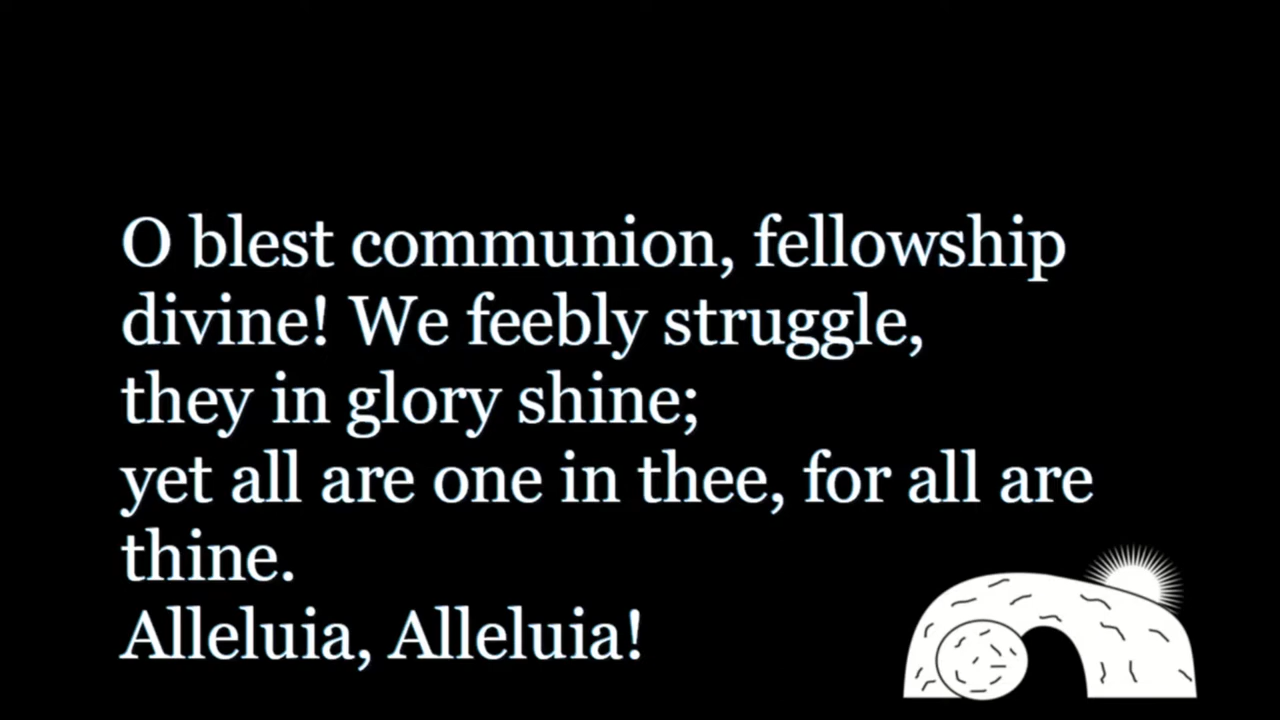 O blest communion, fellowship
divine! We feebly struggle,
they in glory shine;
yet all are one in thee, for all are
thine.
Alleluia, Alleluia!